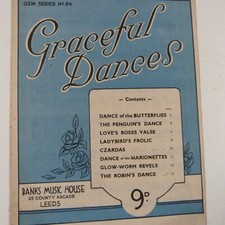 GEM SERIES No 84.
Graceful
Dances
Contents
DANCE of the BUTTERFLIES
THE PENGUIN'S DANCE
LOVE'S ROSES VALSE
LADYBIRD'S FROLIC
CZARDAS
DANCE of the MARIONETTES
GLOW-WORM REVELS
THE ROBIN'S DANCE
BANKS MUSIC HOUSE
25 COUNTY ARCADE
LEEDS
9D.